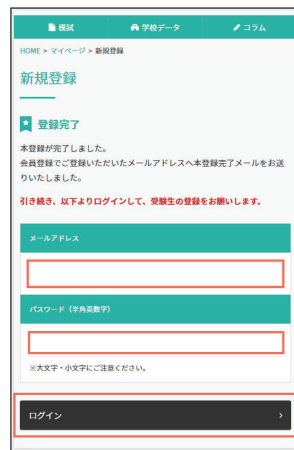 模試 学校データ コラム
HOME > マイページ > 新規登録
新規登録
登録完了
本登録が完了しました。
会員登録でご登録いただいたメールアドレスへ本登録完了メールをお送
りいたしました。
引き続き、以下よりログインして、受験生の登録をお願いします。
メールアドレス
パスワード（半角英数字）
※大文字・小文字にご注意ください。
ログイン